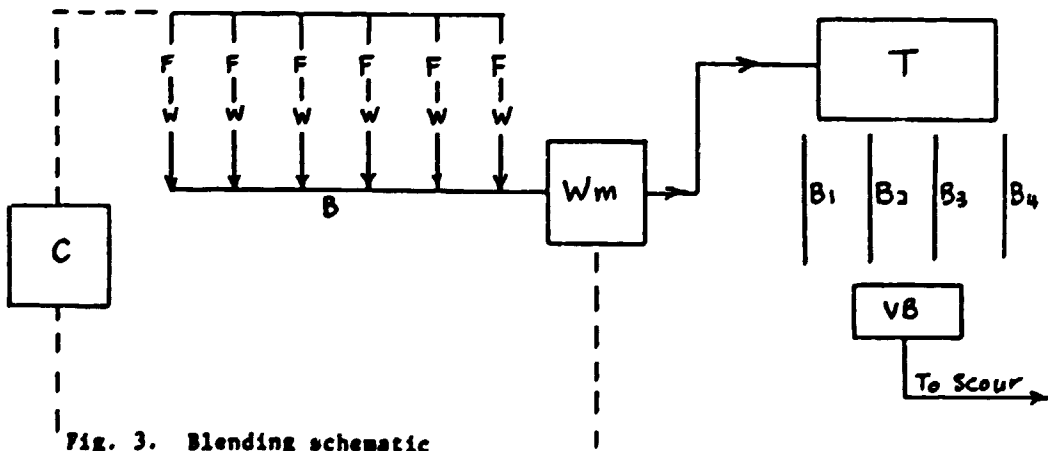 F F F F F F
W W W W W W
T
B
Wm
B1 B2 B3 B4
C
VB
To Scour
Fig. 3. Blending schematic